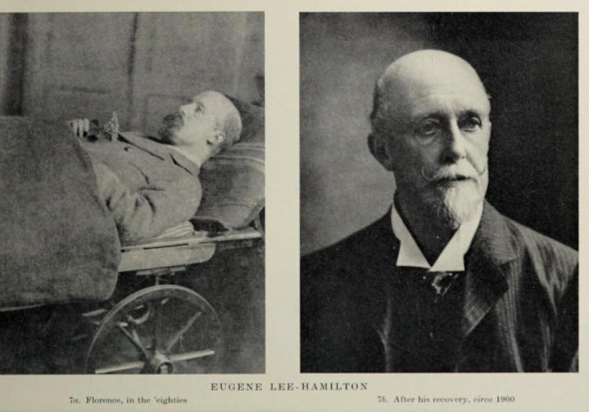 EUGENE LEE-HAMILTON
7a. Florence, in the 'eighties
7b. After his recovery, circa 1900